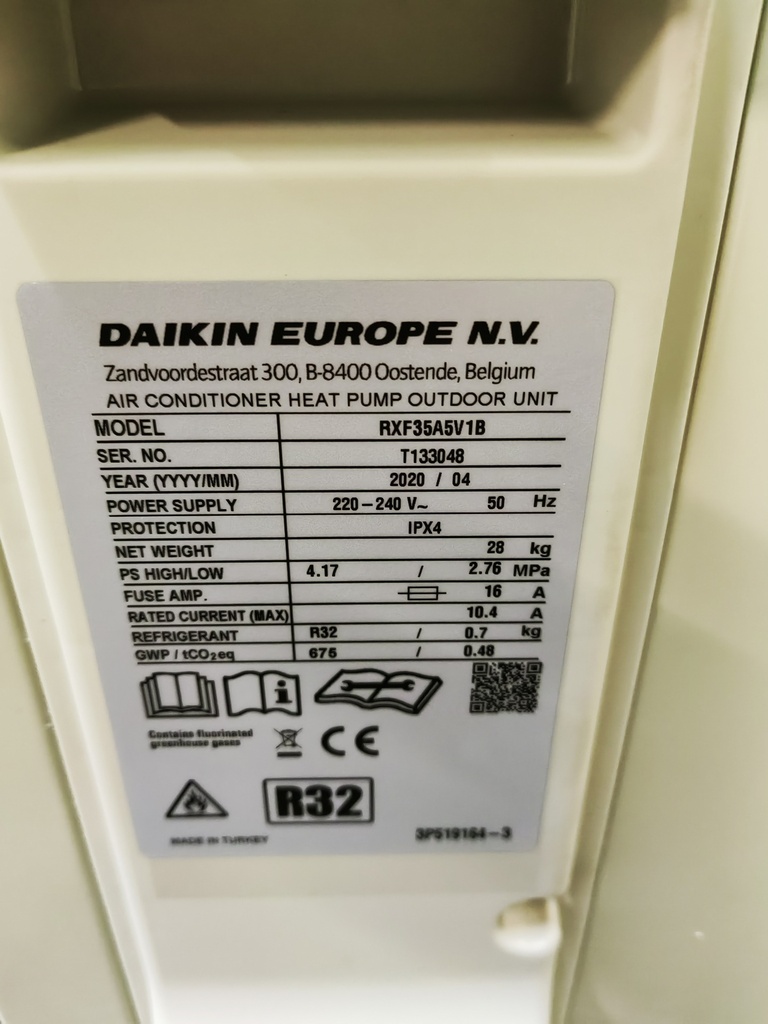 DAIKIN EUROPE N.V.
Zandvoordestraat 300, B-8400 Oostende, Belgium
AIR CONDITIONER HEAT PUMP OUTDOOR UNIT
MODEL RXF35A5V1B
SER. NO. T133048
YEAR (YYYY/MM) 2020 / 04
POWER SUPPLY 220-240 V~ 50 Hz
PROTECTION IPX4
NET WEIGHT 28 kg
PS HIGH/LOW 4.17 / 2.76 MPa
FUSE AMP. 16 A
RATED CURRENT (MAX) 10.4 A
REFRIGERANT R32 / 0.7 kg
GWP / tCO₂eq 675 / 0.48
i
Contains fluorinated
greenhouse gases
CE
R32
MADE IN TURKEY 3P519164-3